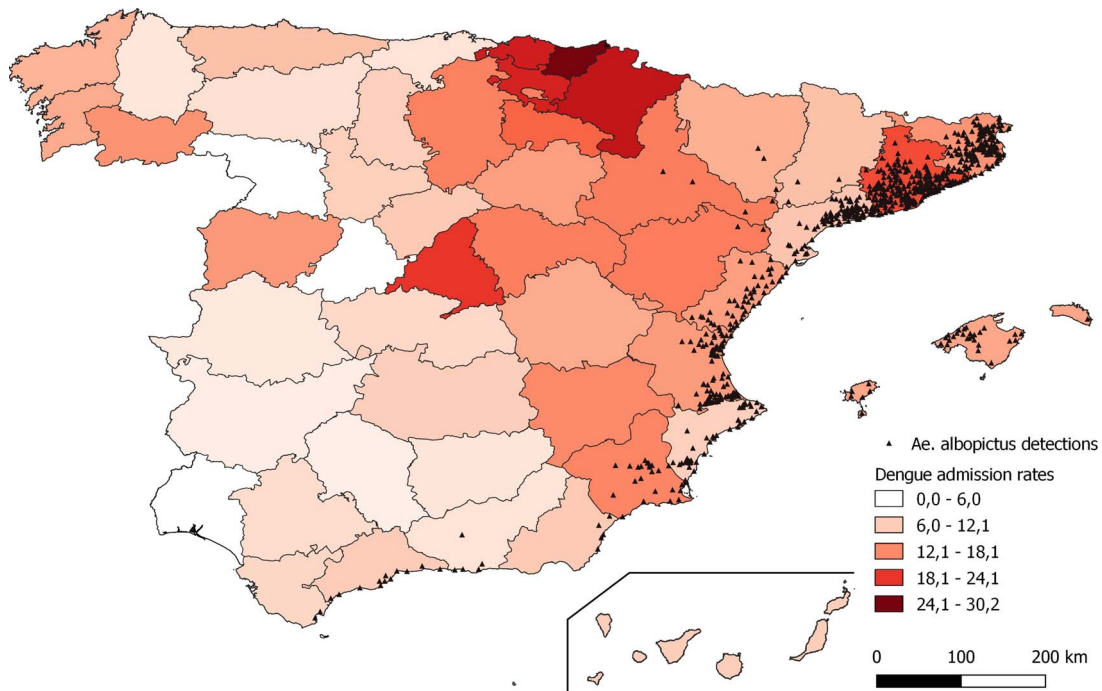 Ae. albopictus detections
Dengue admission rates
0,0 - 6,0
6,0 - 12,1
12,1 - 18,1
18,1 - 24,1
24,1 - 30,2
0 100 200 km